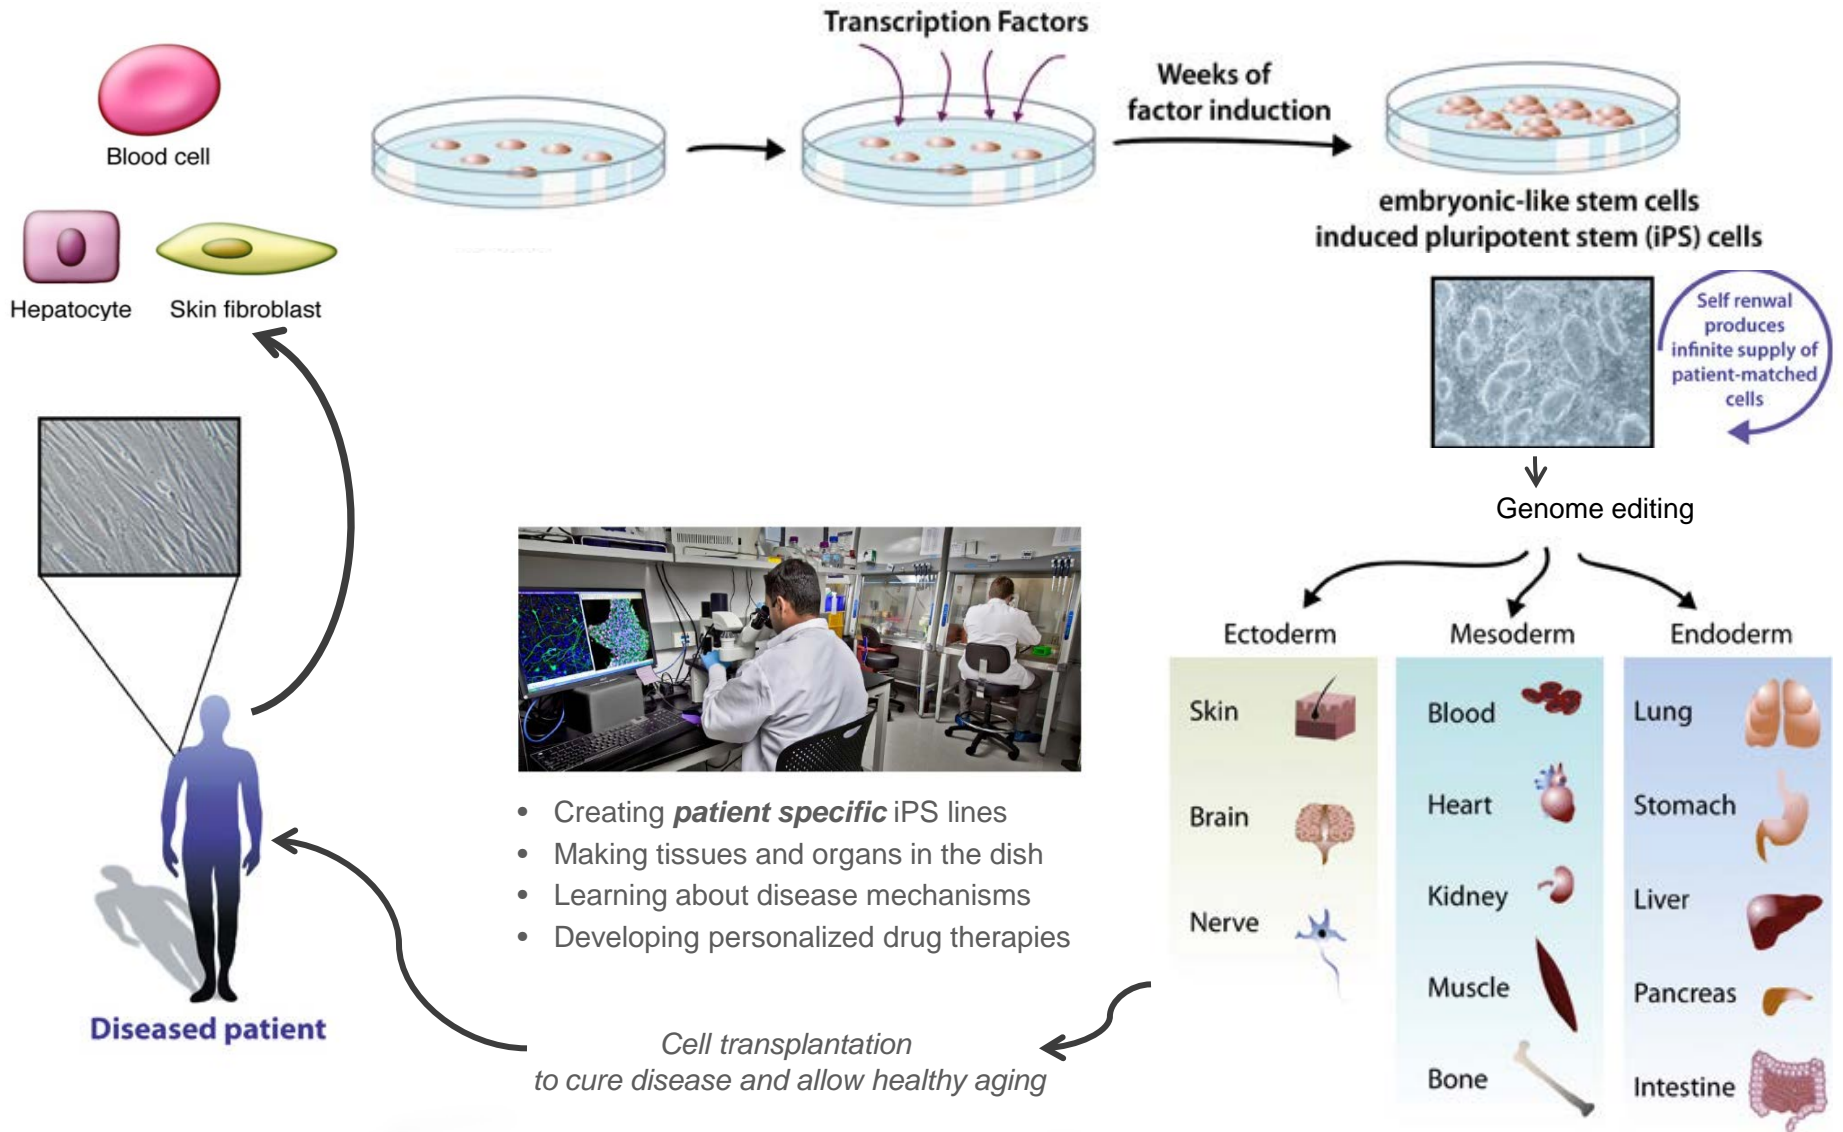 Transcription Factors
Weeks of
factor induction
Blood cell
Hepatocyte
Skin fibroblast
embryonic-like stem cells
induced pluripotent stem (iPS) cells
Self renwal
produces
infinite supply of
patient-matched
cells
Genome editing
Ectoderm
Skin
Brain
Nerve
Mesoderm
Blood
Heart
Kidney
Muscle
Bone
Endoderm
Lung
Stomach
Liver
Pancreas
Intestine
• Creating patient specific iPS lines
• Making tissues and organs in the dish
• Learning about disease mechanisms
• Developing personalized drug therapies
Cell transplantation
to cure disease and allow healthy aging
Diseased patient